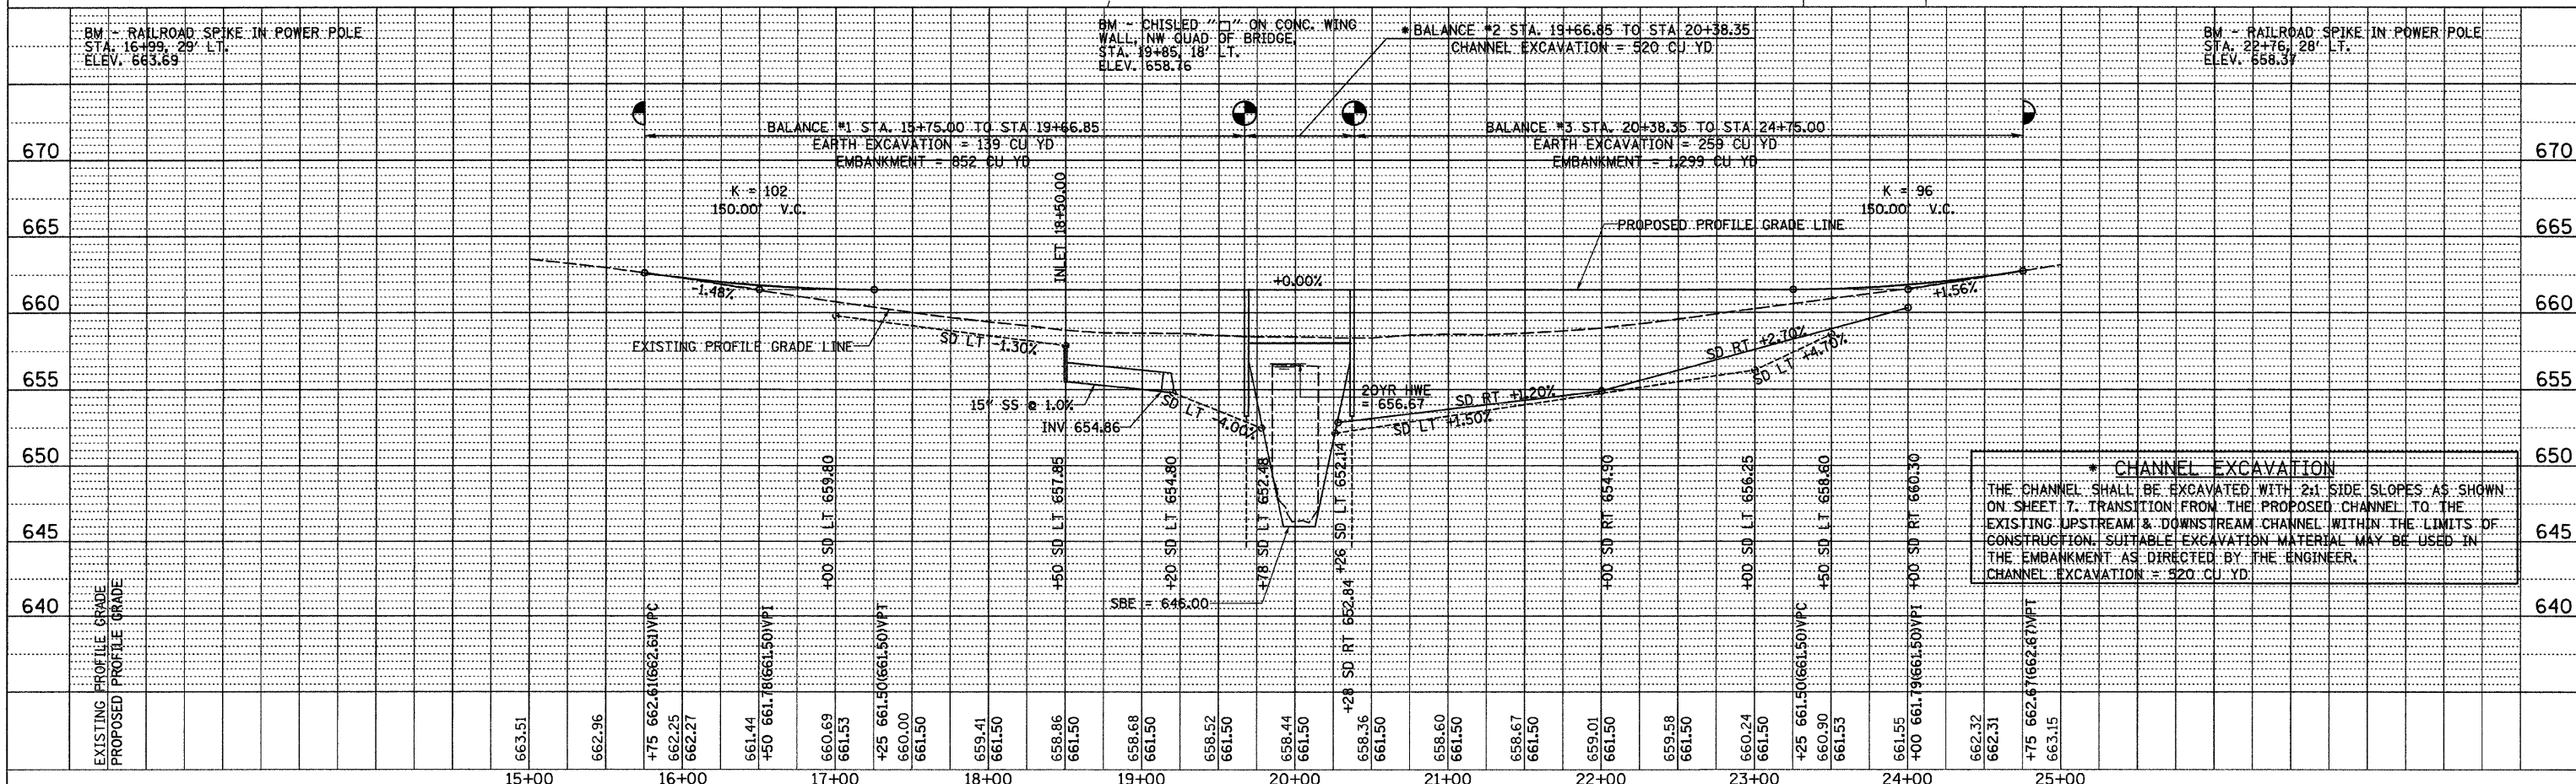 BM - RAILROAD SPIKE IN POWER POLE
STA. 16+99, 29' LT.
ELEV. 663.69
BM - CHISLED "□" ON CONC. WING
WALL, NW QUAD OF BRIDGE,
STA. 19+85, 18' LT.
ELEV. 658.76
* BALANCE #2 STA. 19+66.85 TO STA 20+38.35
CHANNEL EXCAVATION = 520 CU YD
BM - RAILROAD SPIKE IN POWER POLE
STA. 22+76, 28' LT.
ELEV. 658.37
BALANCE #1 STA. 15+75.00 TO STA 19+66.85
EARTH EXCAVATION = 139 CU YD
EMBANKMENT = 852 CU YD
BALANCE #3 STA. 20+38.35 TO STA 24+75.00
EARTH EXCAVATION = 259 CU YD
EMBANKMENT = 1,299 CU YD
670
670
K = 102
150.00' V.C.
INLET 18+50.00
K = 96
150.00' V.C.
PROPOSED PROFILE GRADE LINE
665
665
-1.48%
+0.00%
+1.56%
660
660
EXISTING PROFILE GRADE LINE
SD LT -1.30%
SD RT +2.70%
SD LT +4.70%
655
655
15" SS @ 1.0%
INV 654.86
SD LT -4.00%
20YR HWE
= 656.67
SD RT +1.20%
SD LT +1.50%
650
650
+00 SD LT 659.80
+50 SD LT 657.85
+20 SD LT 654.80
+78 SD LT 652.48
+26 SD LT 652.14
+28 SD RT 652.84
+00 SD RT 654.90
+00 SD LT 656.25
+50 SD LT 658.60
+00 SD RT 660.30
* CHANNEL EXCAVATION
THE CHANNEL SHALL BE EXCAVATED WITH 2:1 SIDE SLOPES AS SHOWN
ON SHEET 7. TRANSITION FROM THE PROPOSED CHANNEL TO THE
EXISTING UPSTREAM & DOWNSTREAM CHANNEL WITHIN THE LIMITS OF
CONSTRUCTION. SUITABLE EXCAVATION MATERIAL MAY BE USED IN
THE EMBANKMENT AS DIRECTED BY THE ENGINEER.
CHANNEL EXCAVATION = 520 CU YD
645
645
SBE = 646.00
640
640
EXISTING PROFILE GRADE
PROPOSED PROFILE GRADE
663.51
662.96
+75 662.61(662.61)VPC
662.25
662.27
661.44
+50 661.78(661.50)VPI
660.69
661.53
+25 661.50(661.50)VPT
660.00
661.50
659.41
661.50
658.86
661.50
658.68
661.50
658.52
661.50
658.44
661.50
658.36
661.50
658.60
661.50
658.67
661.50
659.01
661.50
659.58
661.50
660.24
661.50
+25 661.50(661.50)VPC
660.90
661.53
661.55
+00 661.79(661.50)VPI
662.32
662.31
+75 662.67(662.67)VPT
663.15
15+00
16+00
17+00
18+00
19+00
20+00
21+00
22+00
23+00
24+00
25+00